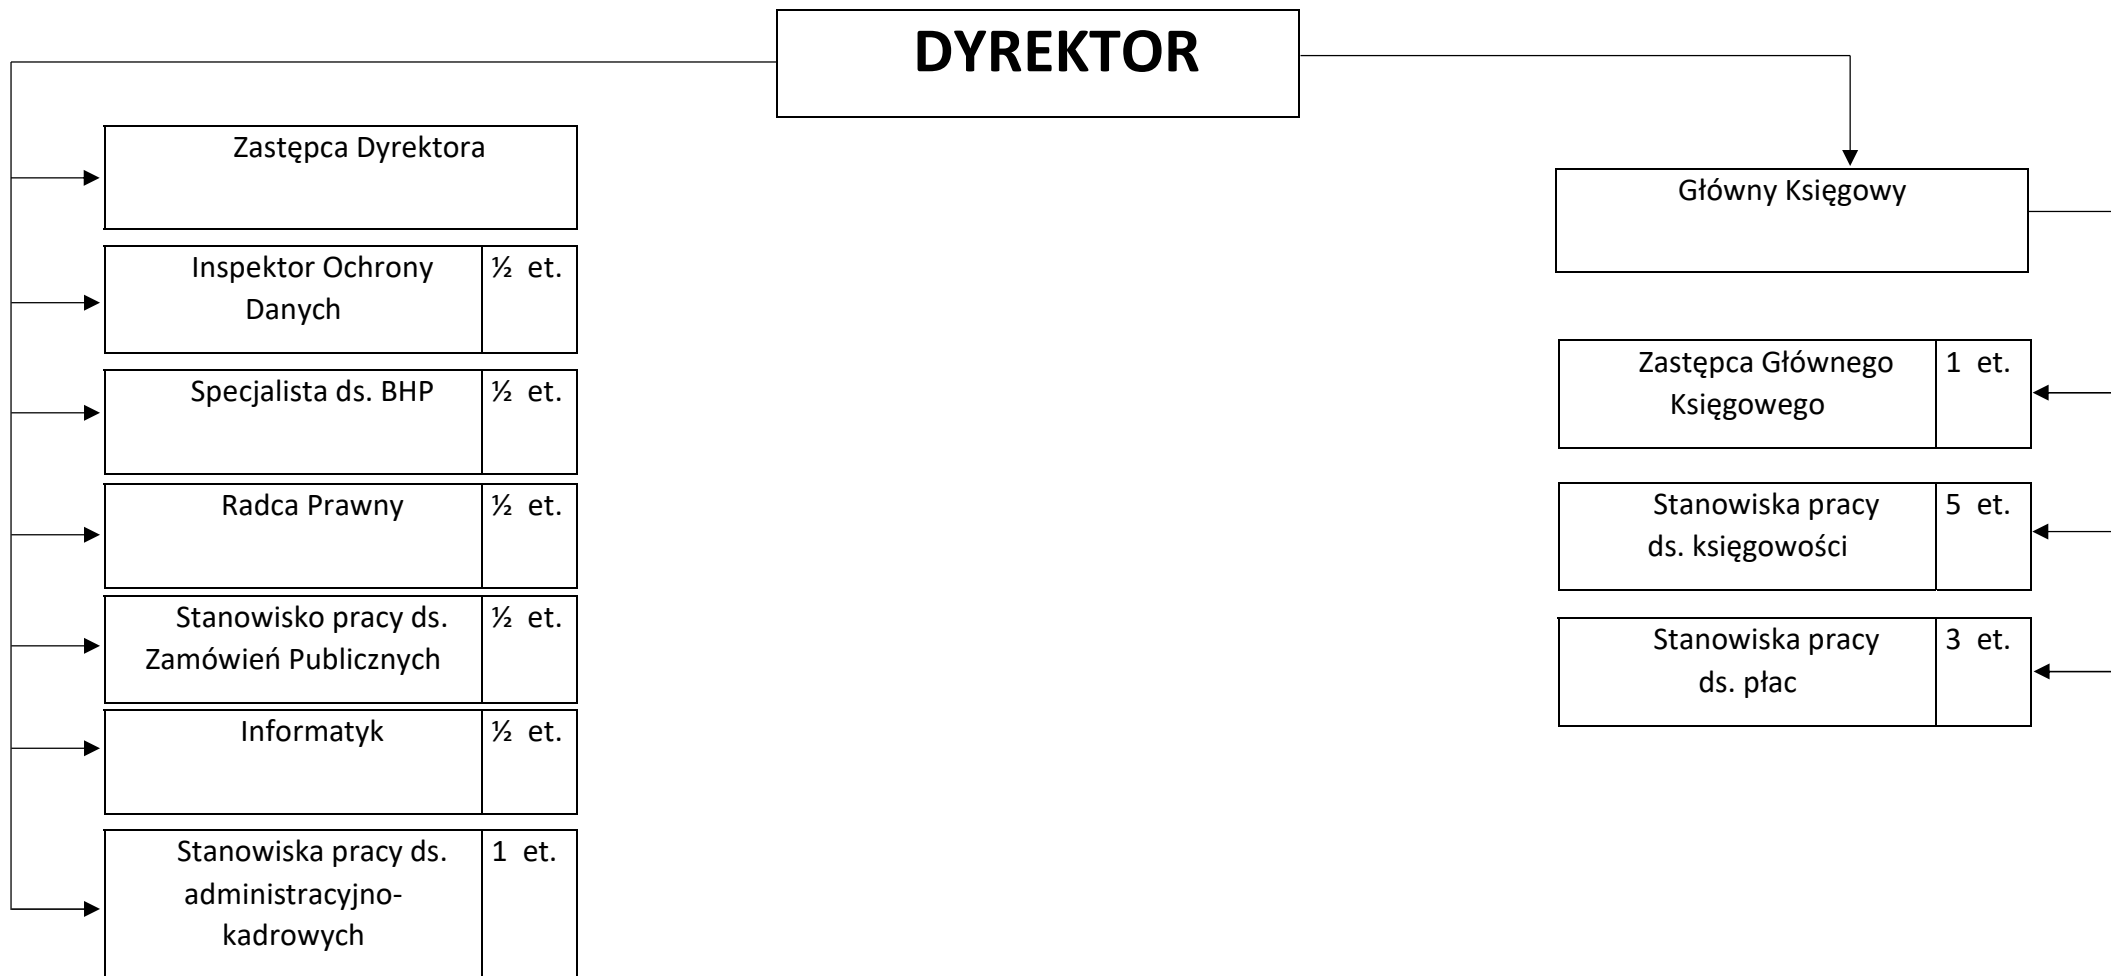 DYREKTOR
Zastępca Dyrektora
Inspektor Ochrony
Danych
½ et.
Specjalista ds. BHP
½ et.
Radca Prawny
½ et.
Stanowisko pracy ds.
Zamówień Publicznych
½ et.
Informatyk
½ et.
Stanowiska pracy ds.
administracyjno-
kadrowych
1 et.
Główny Księgowy
Zastępca Głównego
Księgowego
1 et.
Stanowiska pracy
ds. księgowości
5 et.
Stanowiska pracy
ds. płac
3 et.